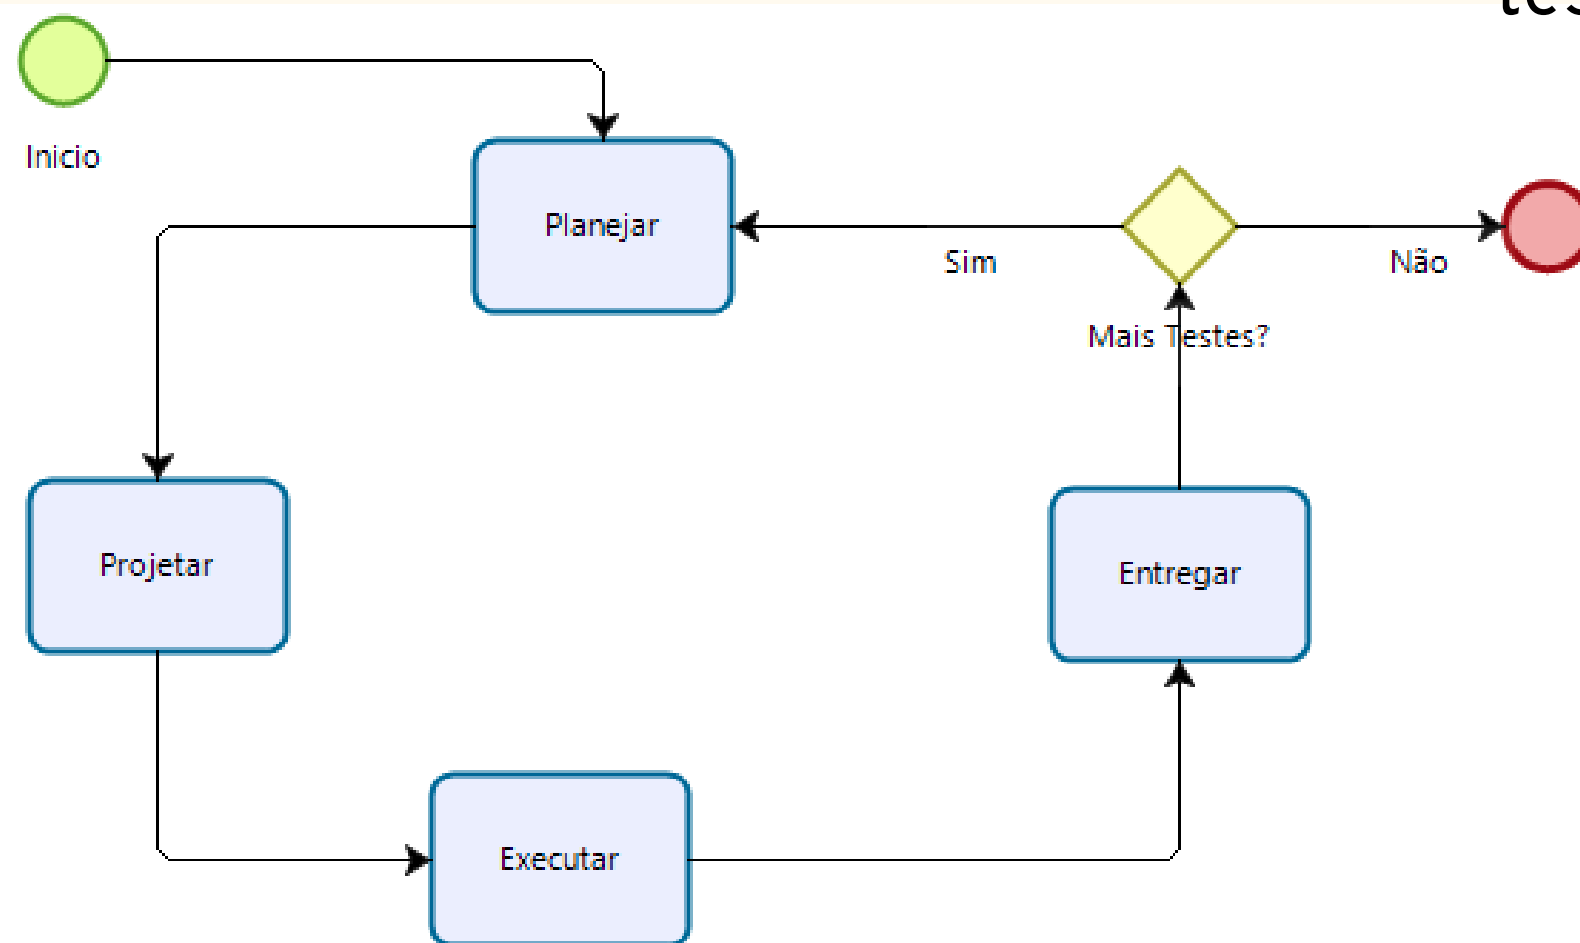 Inicio
Planejar
Sim
Não
Mais Testes?
Projetar
Entregar
Executar